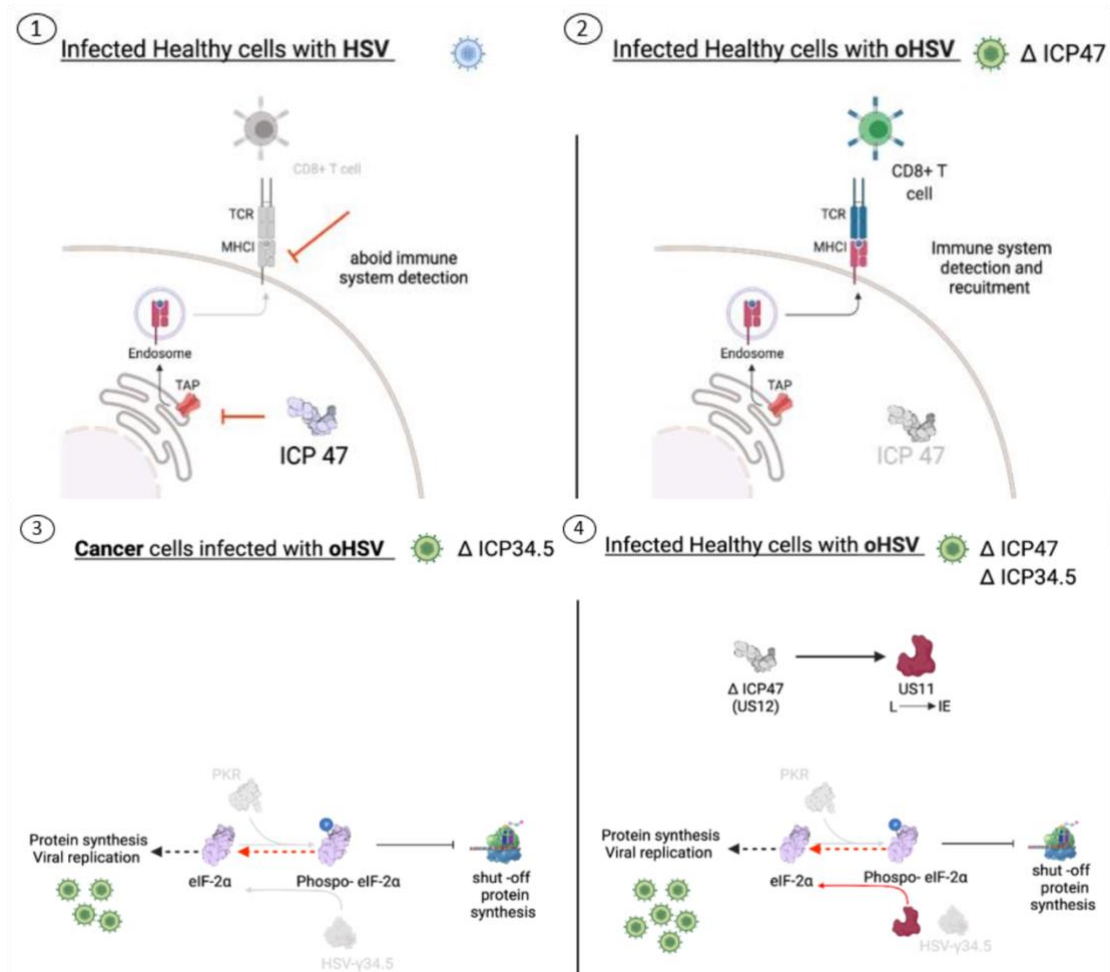 1
Infected Healthy cells with HSV
CD8+ T cell
TCR
MHCI
aboid immune
system detection
Endosome
TAP
ICP 47
2
Infected Healthy cells with oHSV
Δ ICP47
CD8+ T
cell
TCR
MHCI
Immune system
detection and
recuitment
Endosome
TAP
ICP 47
3
Cancer cells infected with oHSV
Δ ICP34.5
PKR
P
Protein synthesis
Viral replication
eIF-2α
Phospo- eIF-2α
shut -off
protein
synthesis
HSV-γ34.5
4
Infected Healthy cells with oHSV
Δ ICP47
Δ ICP34.5
Δ ICP47
(US12)
US11
L → IE
PKR
P
Protein synthesis
Viral replication
eIF-2α
Phospo- eIF-2α
shut -off
protein
synthesis
HSV-γ34.5